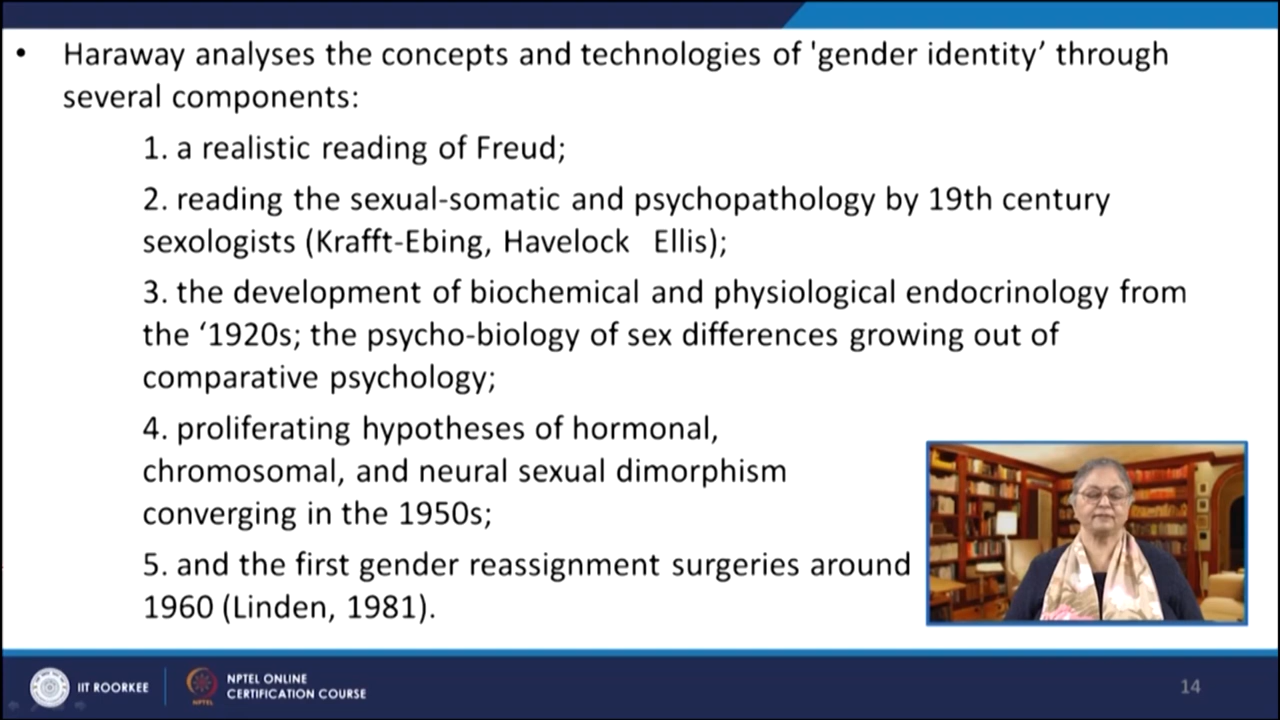 • Haraway analyses the concepts and technologies of 'gender identity’ through
several components:
1. a realistic reading of Freud;
2. reading the sexual-somatic and psychopathology by 19th century
sexologists (Krafft-Ebing, Havelock Ellis);
3. the development of biochemical and physiological endocrinology from
the ‘1920s; the psycho-biology of sex differences growing out of
comparative psychology;
4. proliferating hypotheses of hormonal,
chromosomal, and neural sexual dimorphism
converging in the 1950s;
5. and the first gender reassignment surgeries around
1960 (Linden, 1981).
IIT ROORKEE
NPTEL
NPTEL ONLINE
CERTIFICATION COURSE
14